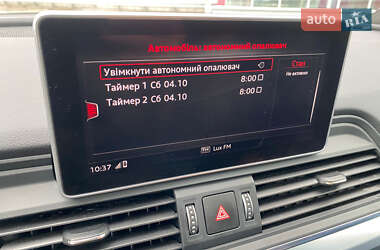 auto RIA
Автономний опалювач
Увімкнути автономний опалювач
Таймер 1 Сб 04.10 8:00
Таймер 2 Сб 04.10 8:00
Стан
Не активно
10:37
Lux FM